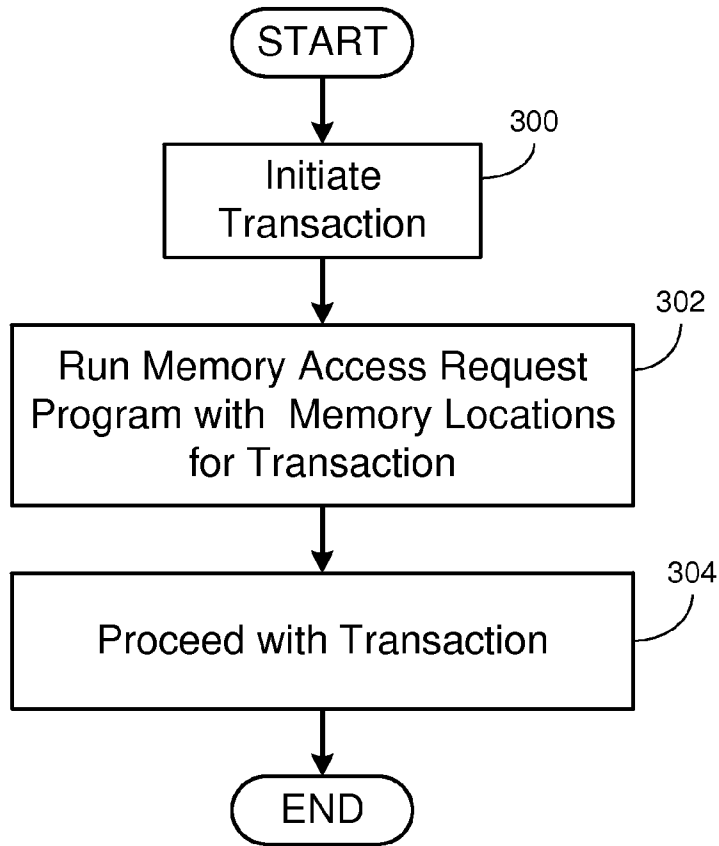 START
300
Initiate
Transaction
302
Run Memory Access Request
Program with Memory Locations
for Transaction
304
Proceed with Transaction
END